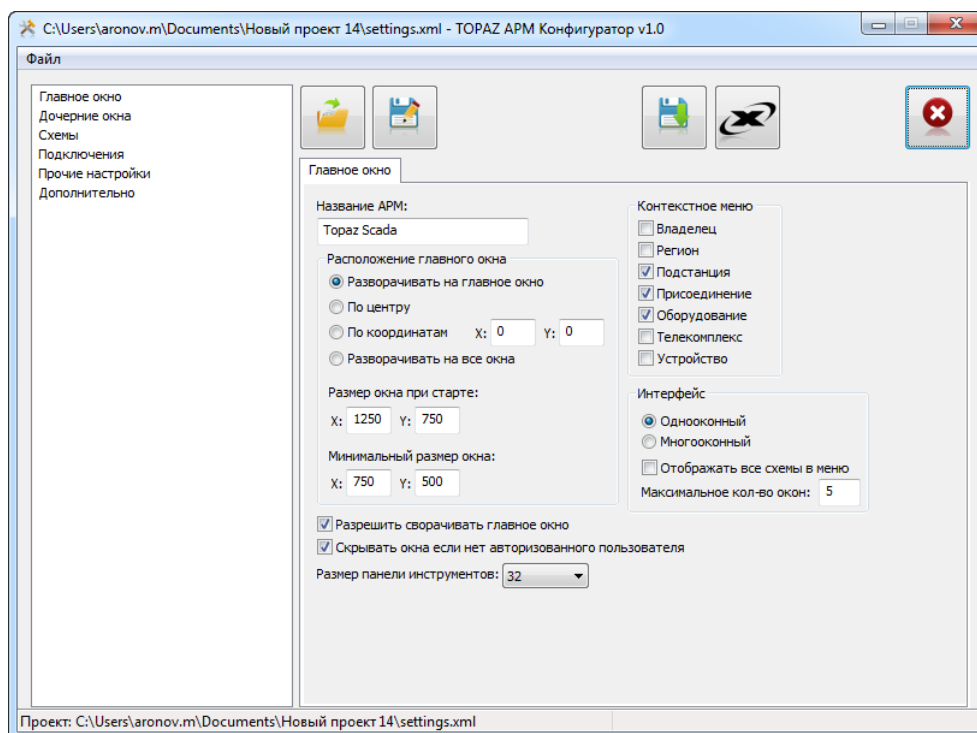 C:\Users\aronov.m\Documents\Новый проект 14\settings.xml - TOPAZ АРМ Конфигуратор v1.0
Файл
Главное окно
Дочерние окна
Схемы
Подключения
Прочие настройки
Дополнительно
Главное окно
Название АРМ:
Topaz Scada
Расположение главного окна
Разворачивать на главное окно
По центру
По координатам X: 0 Y: 0
Разворачивать на все окна
Размер окна при старте:
X: 1250 Y: 750
Минимальный размер окна:
X: 750 Y: 500
Разрешить сворачивать главное окно
Скрывать окна если нет авторизованного пользователя
Размер панели инструментов: 32
Контекстное меню
Владелец
Регион
Подстанция
Присоединение
Оборудование
Телекомплекс
Устройство
Интерфейс
Однооконный
Многооконный
Отображать все схемы в меню
Максимальное кол-во окон: 5
Проект: C:\Users\aronov.m\Documents\Новый проект 14\settings.xml